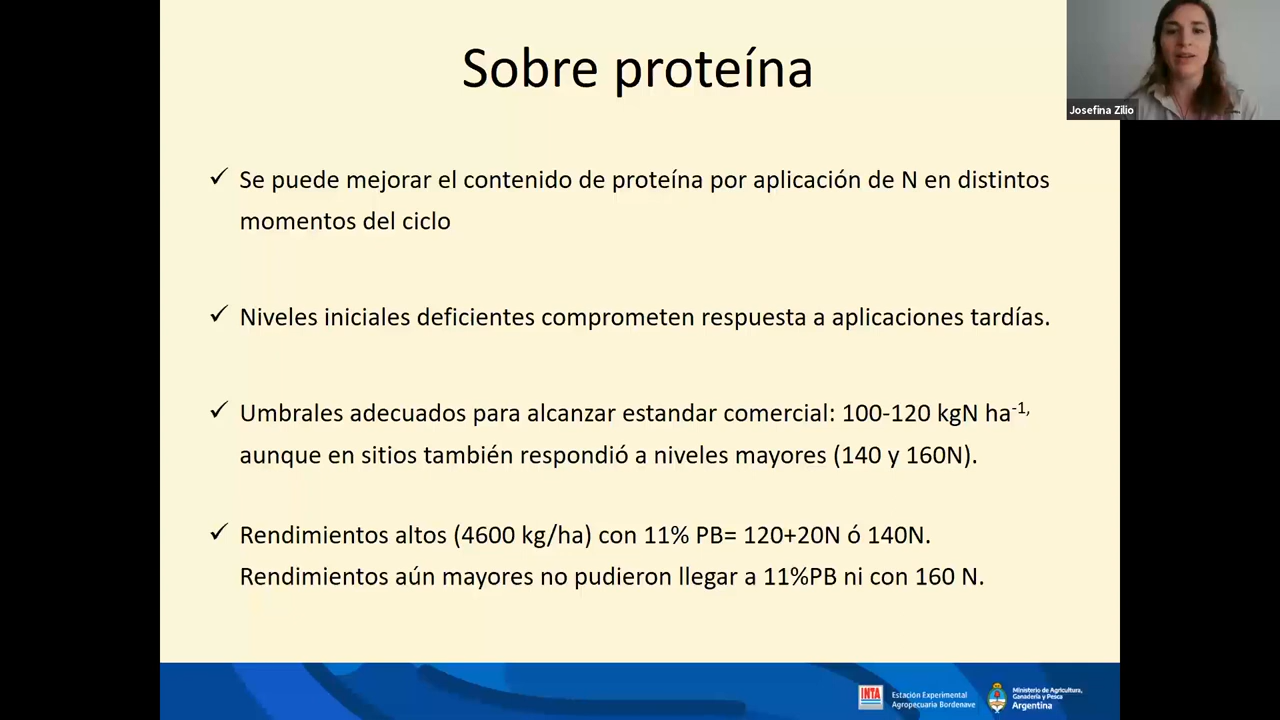 Sobre proteína
Josefina Zilio
✓ Se puede mejorar el contenido de proteína por aplicación de N en distintos
momentos del ciclo
✓ Niveles iniciales deficientes comprometen respuesta a aplicaciones tardías.
✓ Umbrales adecuados para alcanzar estandar comercial: 100-120 kgN ha-1,
aunque en sitios también respondió a niveles mayores (140 y 160N).
✓ Rendimientos altos (4600 kg/ha) con 11% PB= 120+20N ó 140N.
Rendimientos aún mayores no pudieron llegar a 11%PB ni con 160 N.
INTA
Estación Experimental
Agropecuaria Bordenave
Ministerio de Agricultura,
Ganadería y Pesca
Argentina